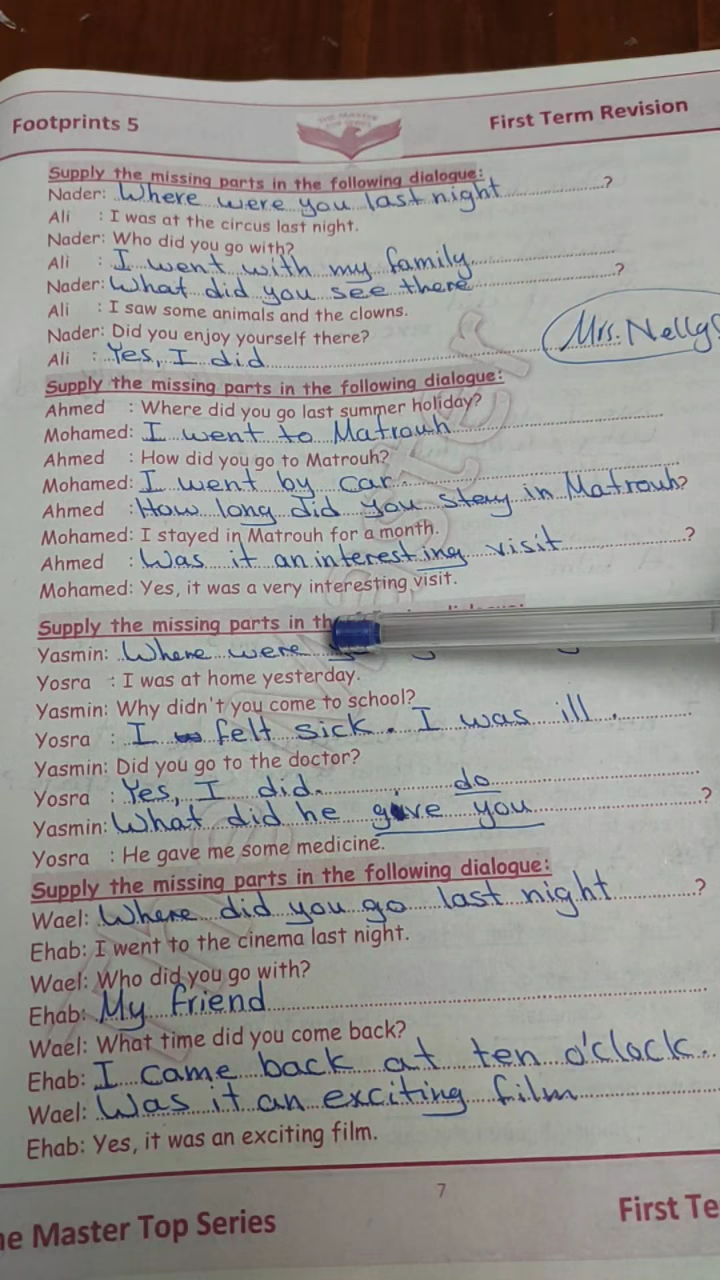 Footprints 5
THE MASTER TOP SERIES
First Term Revision
Supply the missing parts in the following dialogue:
Nader: Where were you last night ?
Ali : I was at the circus last night.
Nader: Who did you go with?
Ali : I went with my family
Nader: What did you see there ?
Ali : I saw some animals and the clowns.
Nader: Did you enjoy yourself there?
Ali : Yes, I did
Mrs. Nelly
Supply the missing parts in the following dialogue:
Ahmed : Where did you go last summer holiday?
Mohamed: I went to Matrouh
Ahmed : How did you go to Matrouh?
Mohamed: I went by car
Ahmed : How long did you stay in Matrouh?
Mohamed: I stayed in Matrouh for a month.
Ahmed : Was it an interesting visit ?
Mohamed: Yes, it was a very interesting visit.
Supply the missing parts in
Yasmin: Where were
Yosra : I was at home yesterday.
Yasmin: Why didn't you come to school?
Yosra : I felt sick. I was ill.
Yasmin: Did you go to the doctor?
Yosra : Yes, I did.
do
Yasmin: What did he give you ?
Yosra : He gave me some medicine.
Supply the missing parts in the following dialogue:
Wael: Where did you go last night ?
Ehab: I went to the cinema last night.
Wael: Who did you go with?
Ehab: My friend
Wael: What time did you come back?
Ehab: I came back at ten o'clock.
Wael: Was it an exciting film
Ehab: Yes, it was an exciting film.
7
Master Top Series
First Te
The Master